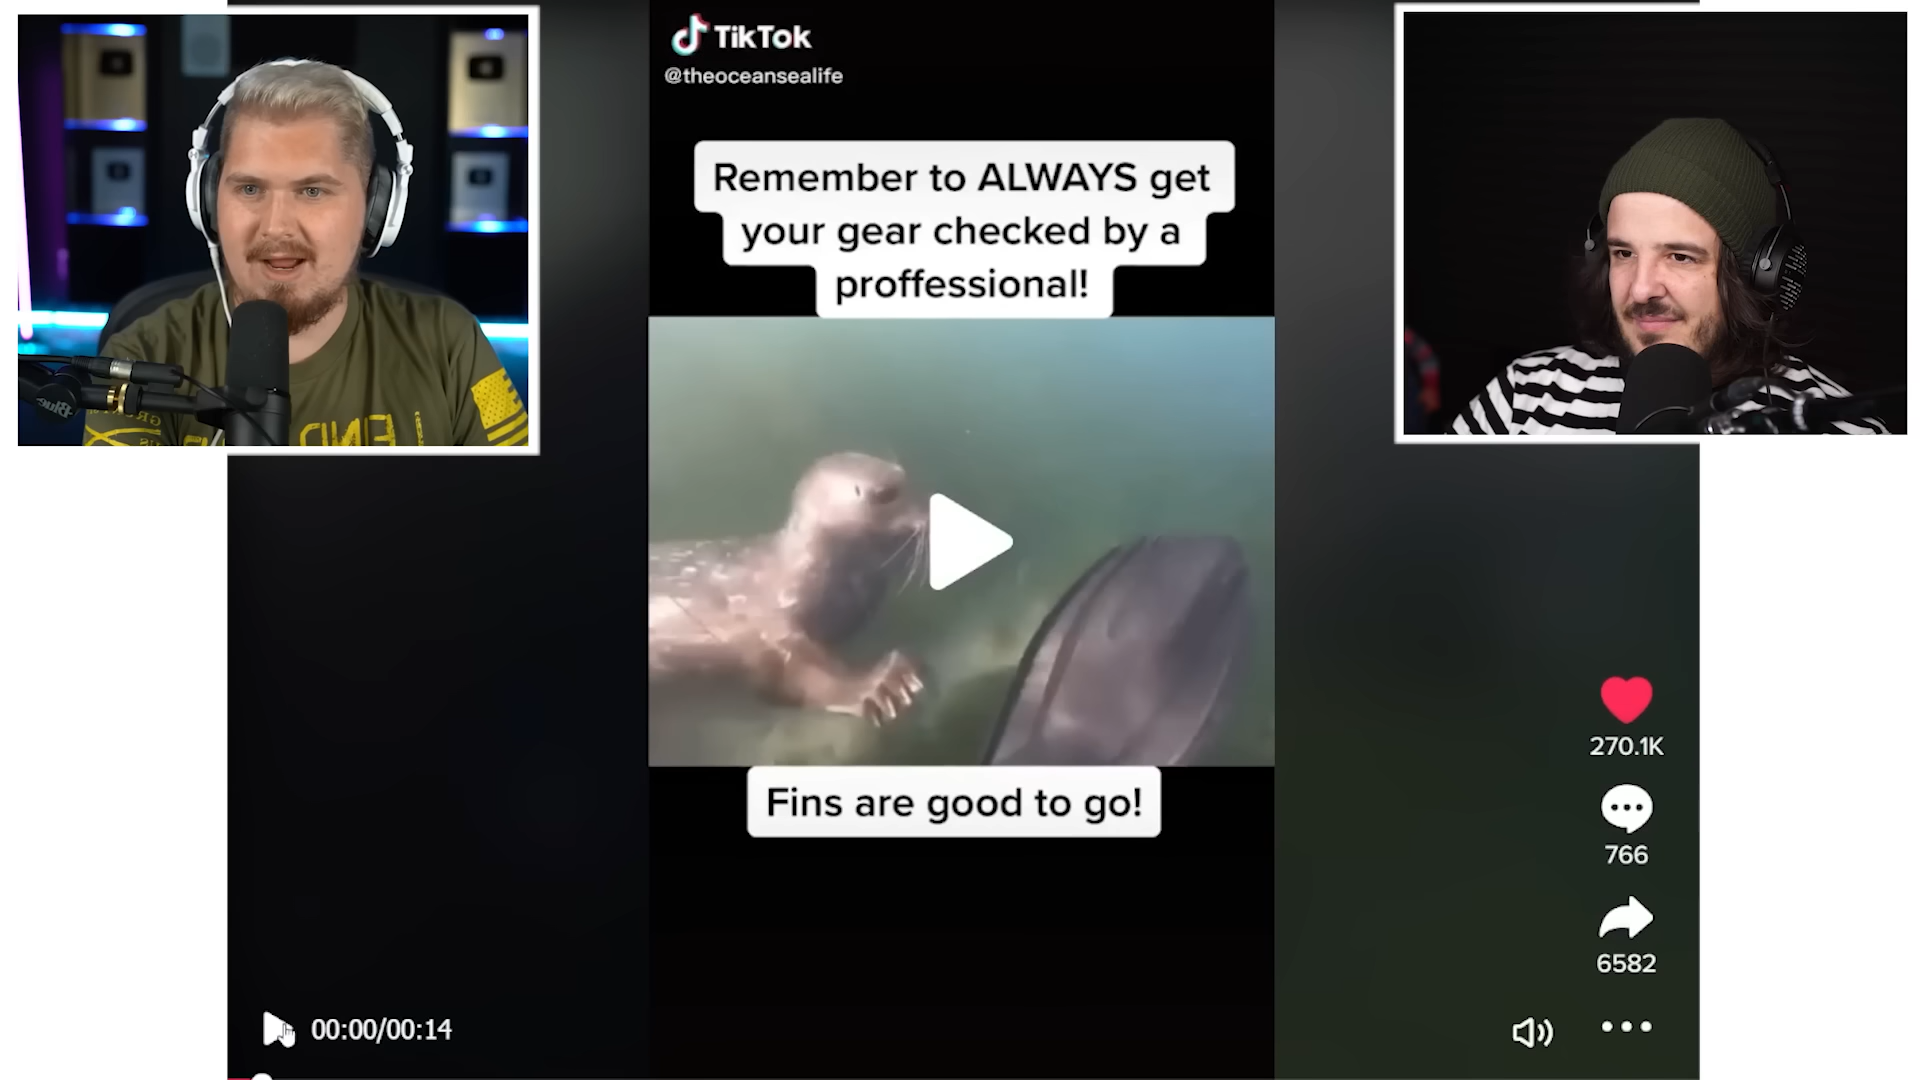 TikTok
@theoceansealife
Remember to ALWAYS get
your gear checked by a
proffessional!
Fins are good to go!
270.1K
766
6582
00:00/00:14
Blue